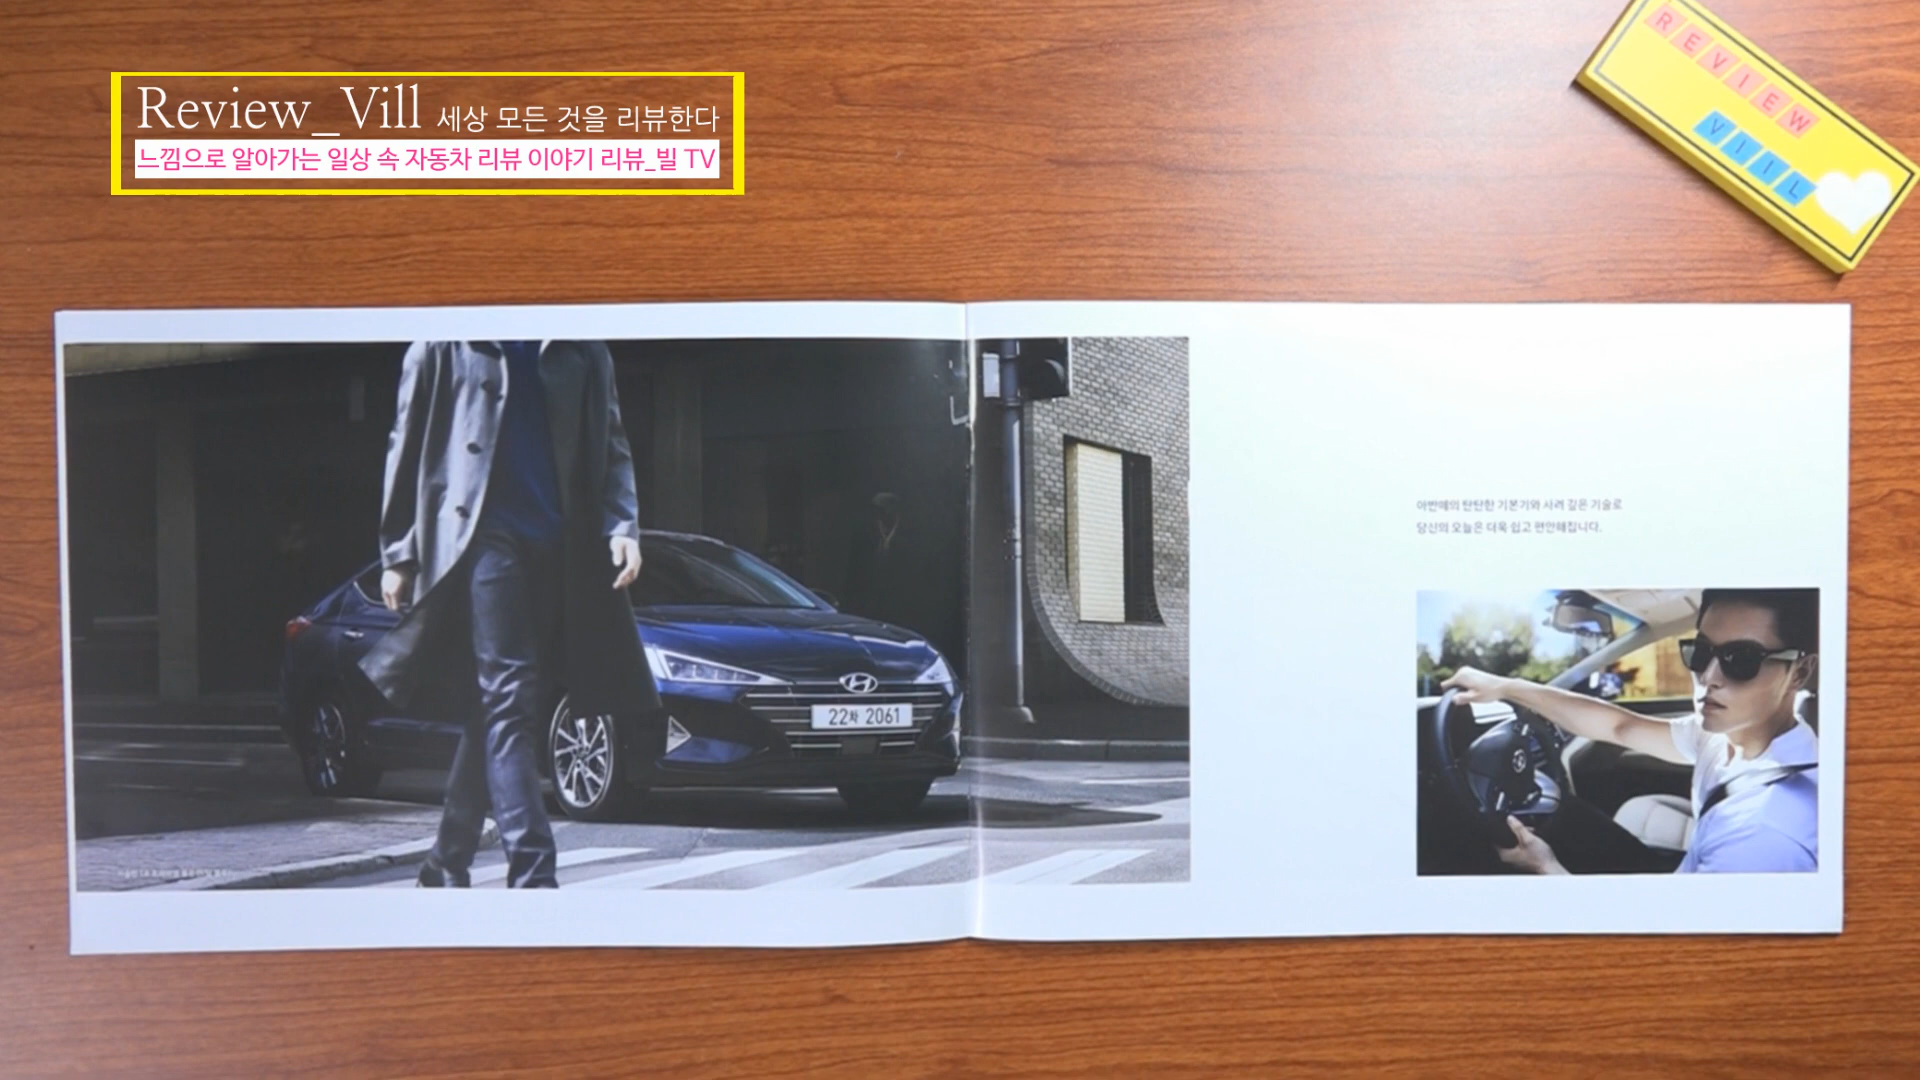 Review_Vill 세상 모든 것을 리뷰한다
느낌으로 알아가는 일상 속 자동차 리뷰 이야기 리뷰_빌 TV
REVIEW
VIIL
22차 2061
아반떼의 탄탄한 기본기와 사려 깊은 기술로
당신의 오늘은 더욱 쉽고 편안해집니다.